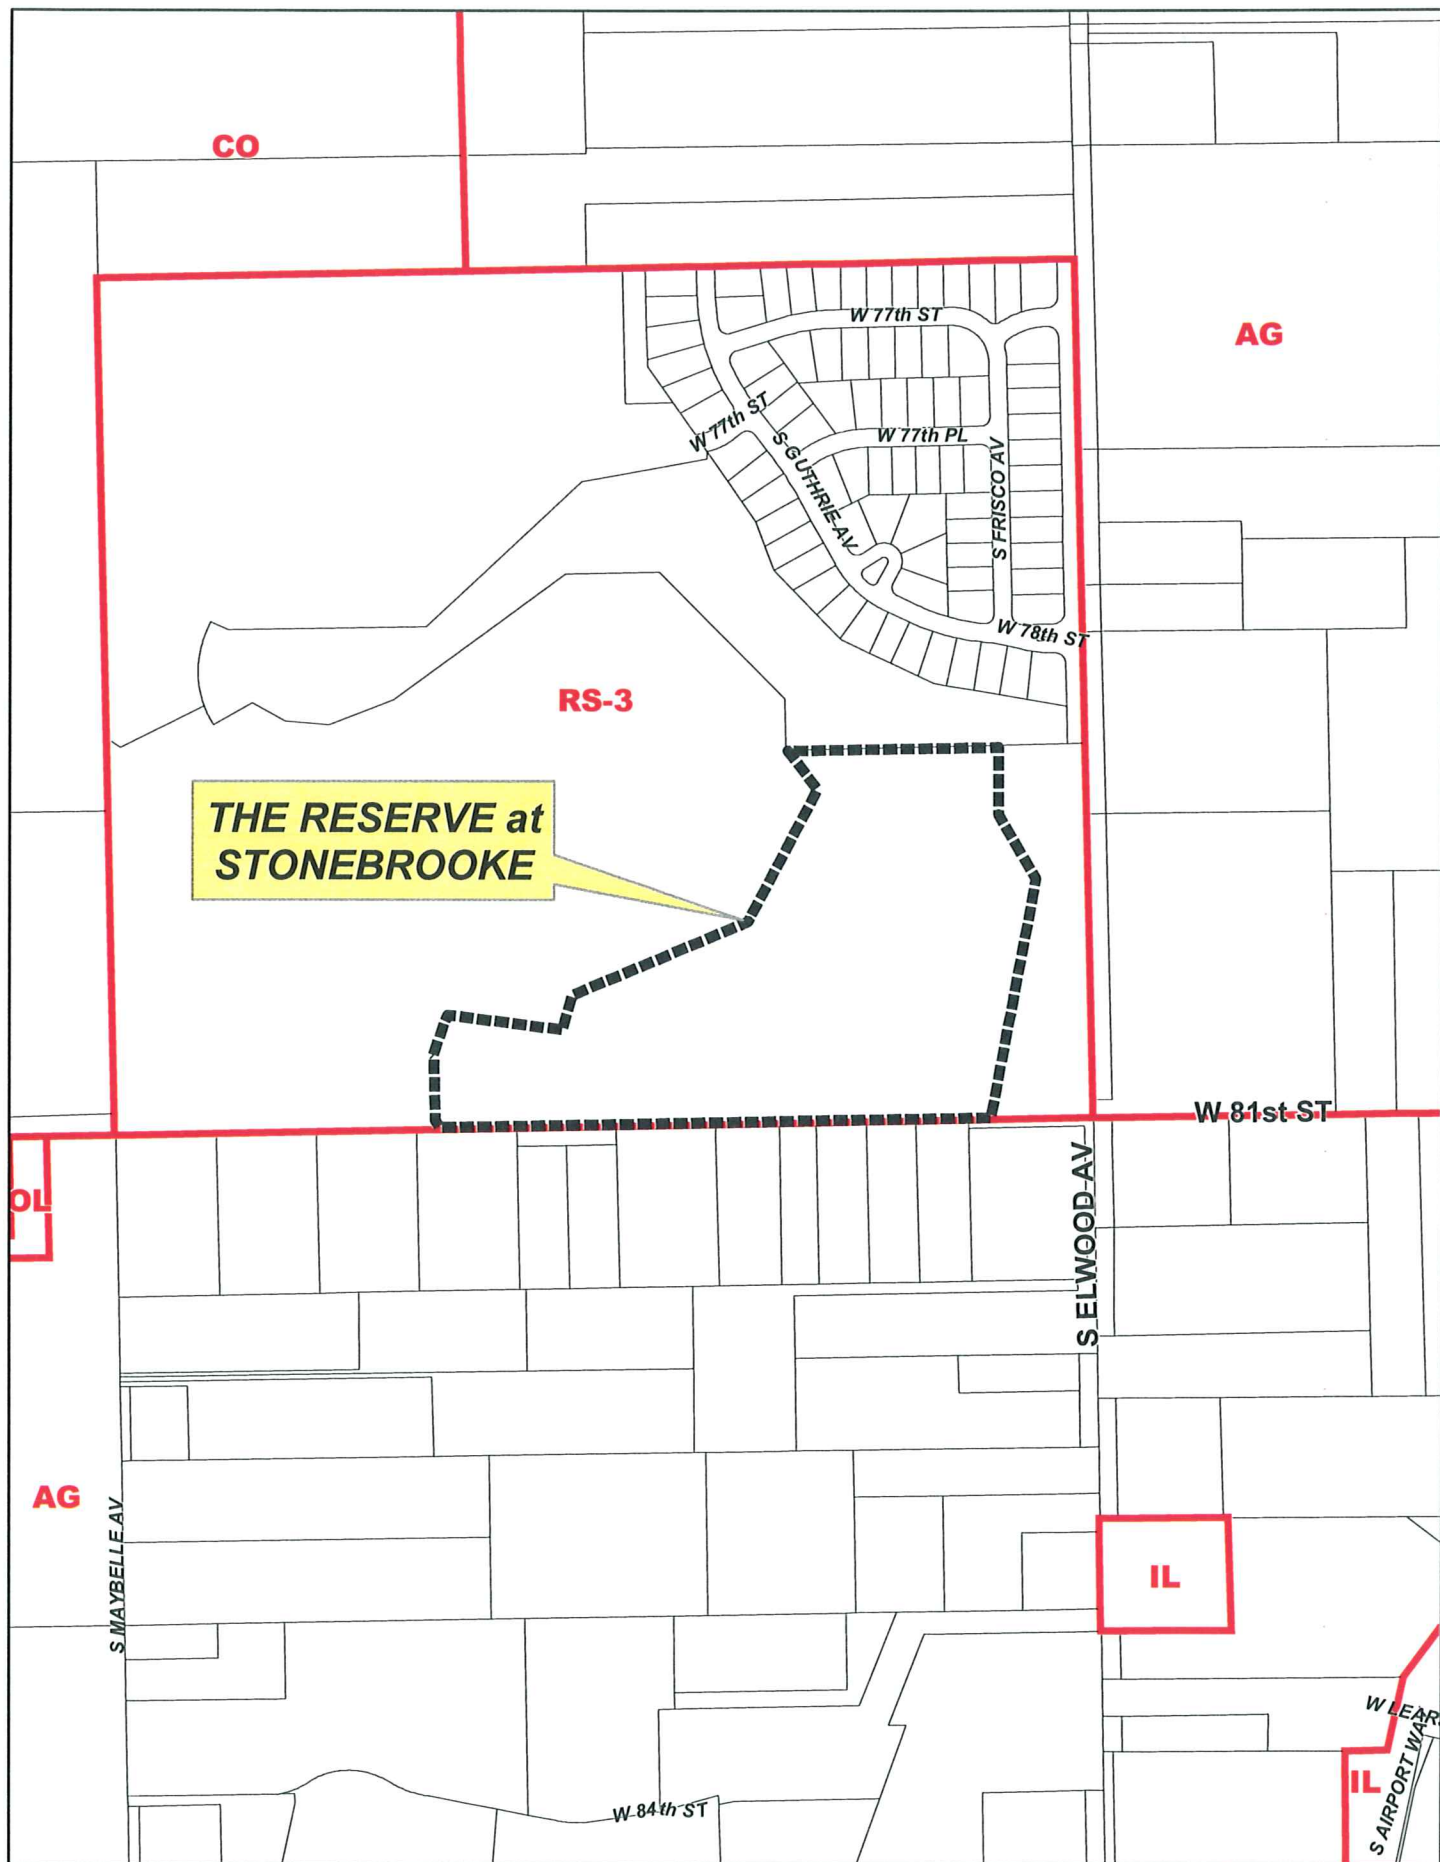 CO
W 77th ST
AG
W 77th ST
W 77th PL
S GUTHRIE AV
S FRISCO AV
W 78th ST
RS-3
THE RESERVE at
STONEBROOKE
W 81st ST
OL
S ELWOOD AV
AG
S MAYBELLE AV
IL
W LEAR
IL
S AIRPORT WAY
W 84th ST